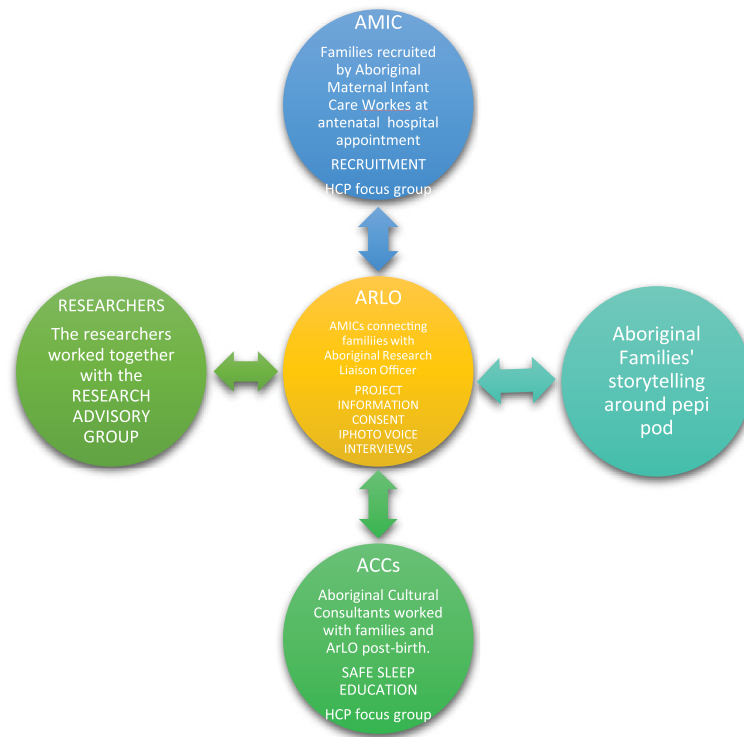 AMIC
Families recruited
by Aboriginal
Maternal Infant
Care Workes at
antenatal hospital
appointment
RECRUITMENT
HCP focus group
RESEARCHERS
The researchers
worked together
with the
RESEARCH
ADVISORY
GROUP
ARLO
AMICs connecting
familiies with
Aboriginal Research
Liaison Officer
PROJECT
INFORMATION
CONSENT
IPHOTO VOICE
INTERVIEWS
Aboriginal
Families'
storytelling
around pepi
pod
ACCs
Aboriginal Cultural
Consultants worked
with families and
ArLO post-birth.
SAFE SLEEP
EDUCATION
HCP focus group